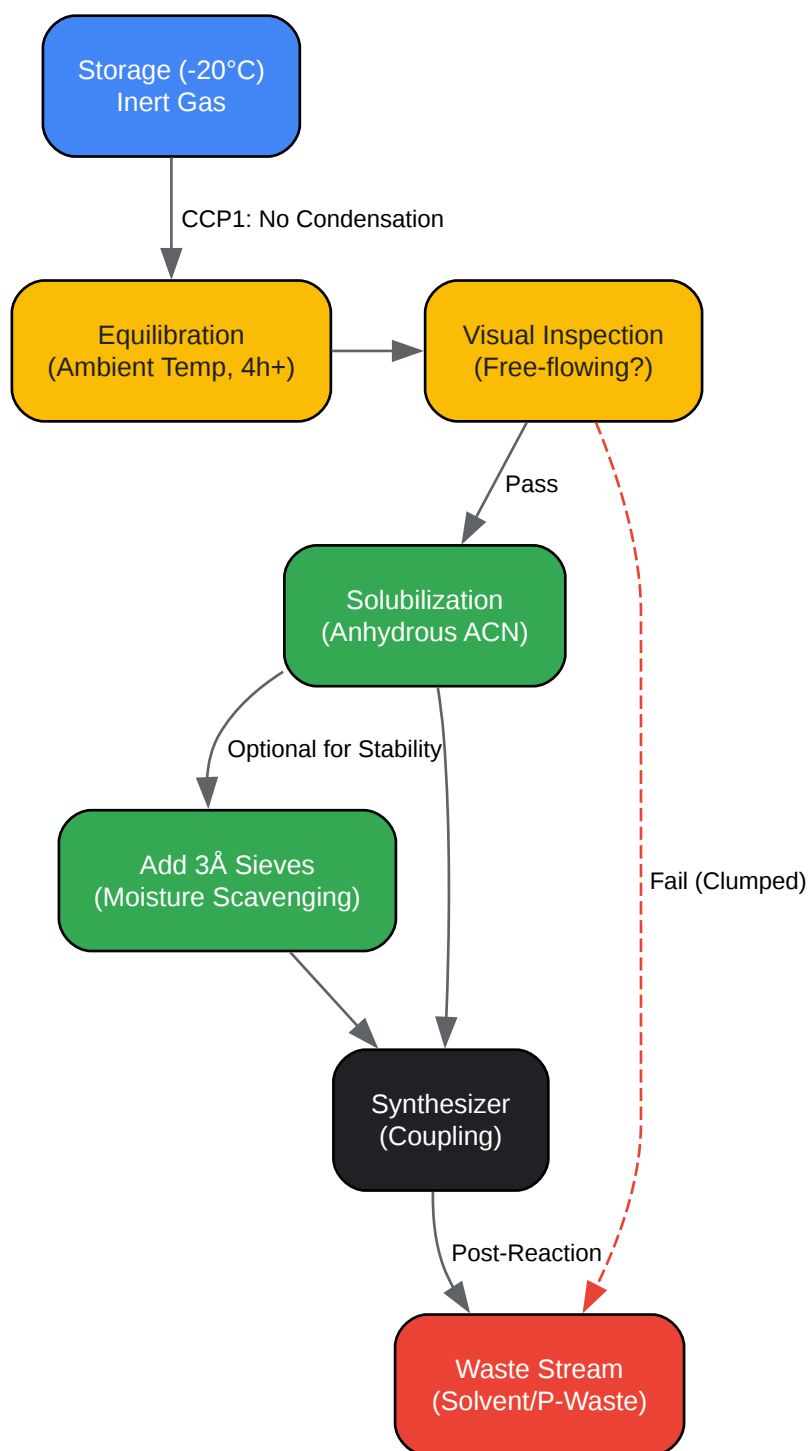 Storage (-20°C)
Inert Gas
CCP1: No Condensation
Equilibration
(Ambient Temp, 4h+)
Visual Inspection
(Free-flowing?)
Pass
Solubilization
(Anhydrous ACN)
Optional for Stability
Add 3Å Sieves
(Moisture Scavenging)
Fail (Clumped)
Synthesizer
(Coupling)
Post-Reaction
Waste Stream
(Solvent/P-Waste)